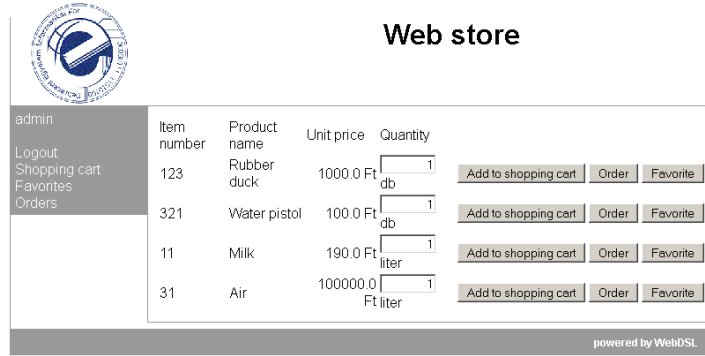 Web store
admin
Logout
Shopping cart
Favorites
Orders
Item number Product name Unit price Quantity
123 Rubber duck 1000.0 Ft 1 db Add to shopping cart Order Favorite
321 Water pistol 100.0 Ft 1 db Add to shopping cart Order Favorite
11 Milk 190.0 Ft 1 liter Add to shopping cart Order Favorite
31 Air 100000.0 Ft 1 liter Add to shopping cart Order Favorite
powered by WebDSL